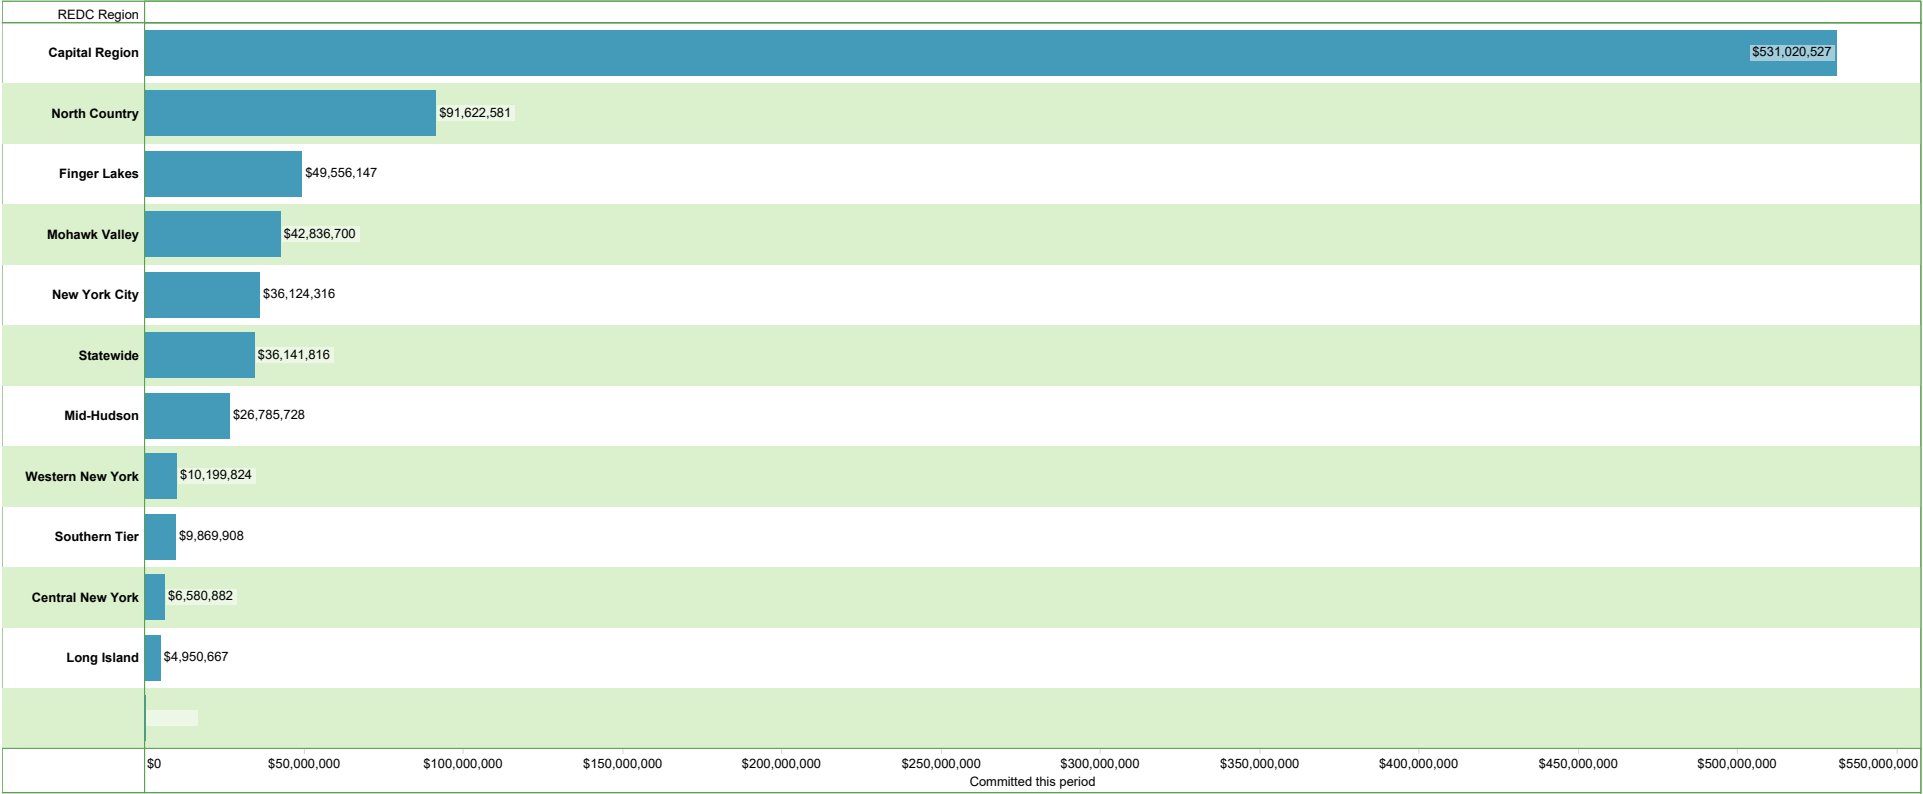 REDC Region
Capital Region $531,020,527
North Country $91,622,581
Finger Lakes $49,556,147
Mohawk Valley $42,836,700
New York City $36,124,316
Statewide $36,141,816
Mid-Hudson $26,785,728
Western New York $10,199,824
Southern Tier $9,869,908
Central New York $6,580,882
Long Island $4,950,667
$0 $50,000,000 $100,000,000 $150,000,000 $200,000,000 $250,000,000 $300,000,000 $350,000,000 $400,000,000 $450,000,000 $500,000,000 $550,000,000
Committed this period